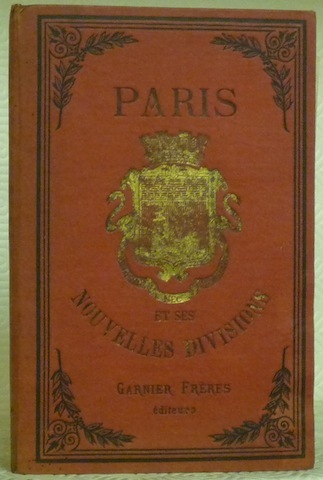 PARIS
ET SES
NOUVELLES DIVISIONS
GARNIER FRÈRES
éditeurs